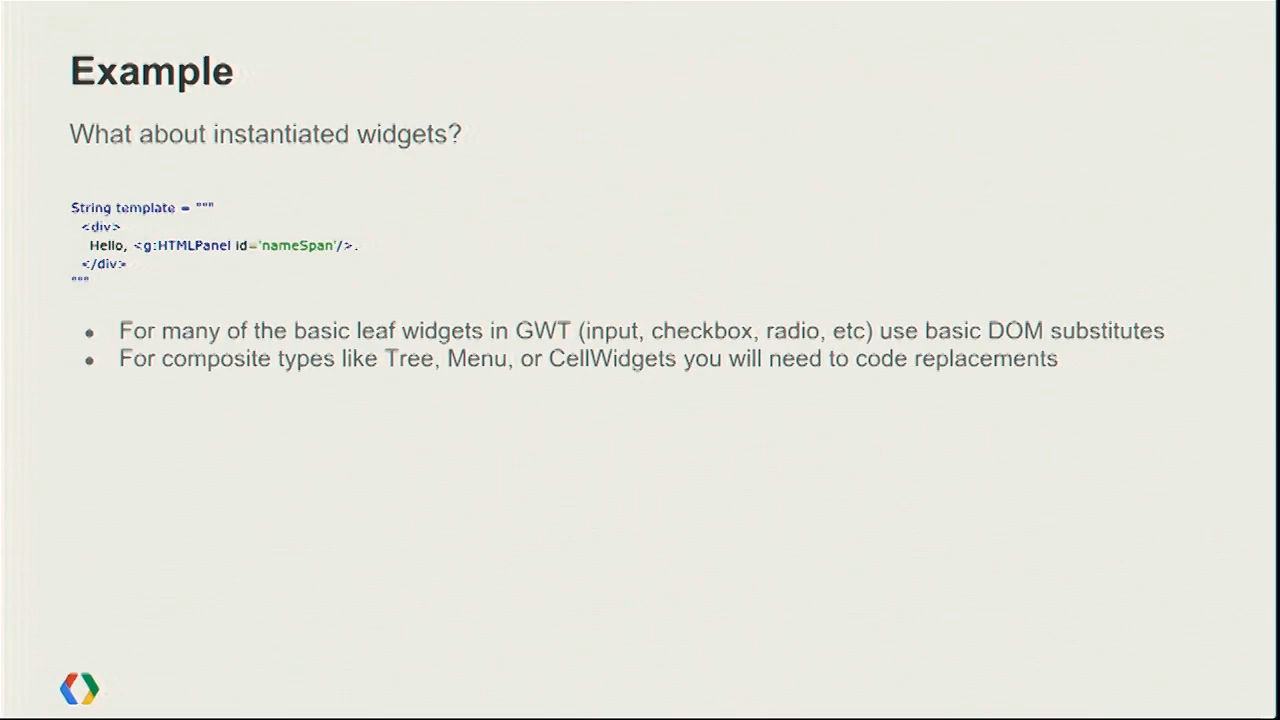 Example
What about instantiated widgets?
String template = """
<div>
Hello, <g:HTMLPanel id='nameSpan'/>.
</div>
"""
• For many of the basic leaf widgets in GWT (input, checkbox, radio, etc) use basic DOM substitutes
• For composite types like Tree, Menu, or CellWidgets you will need to code replacements